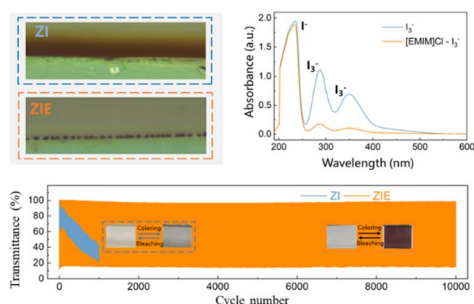 ZI
ZIE
Absorbance (a.u.)
2.0
1.5
1.0
0.5
0.0
I⁻
I₃⁻
I₃⁻
I₃⁻
[EMIM]Cl - I₃⁻
200 300 400 500 600
Wavelength (nm)
Transmittance (%)
100
80
60
40
20
0
ZI ZIE
Coloring
Bleaching
Coloring
Bleaching
0 2000 4000 6000 8000 10000
Cycle number